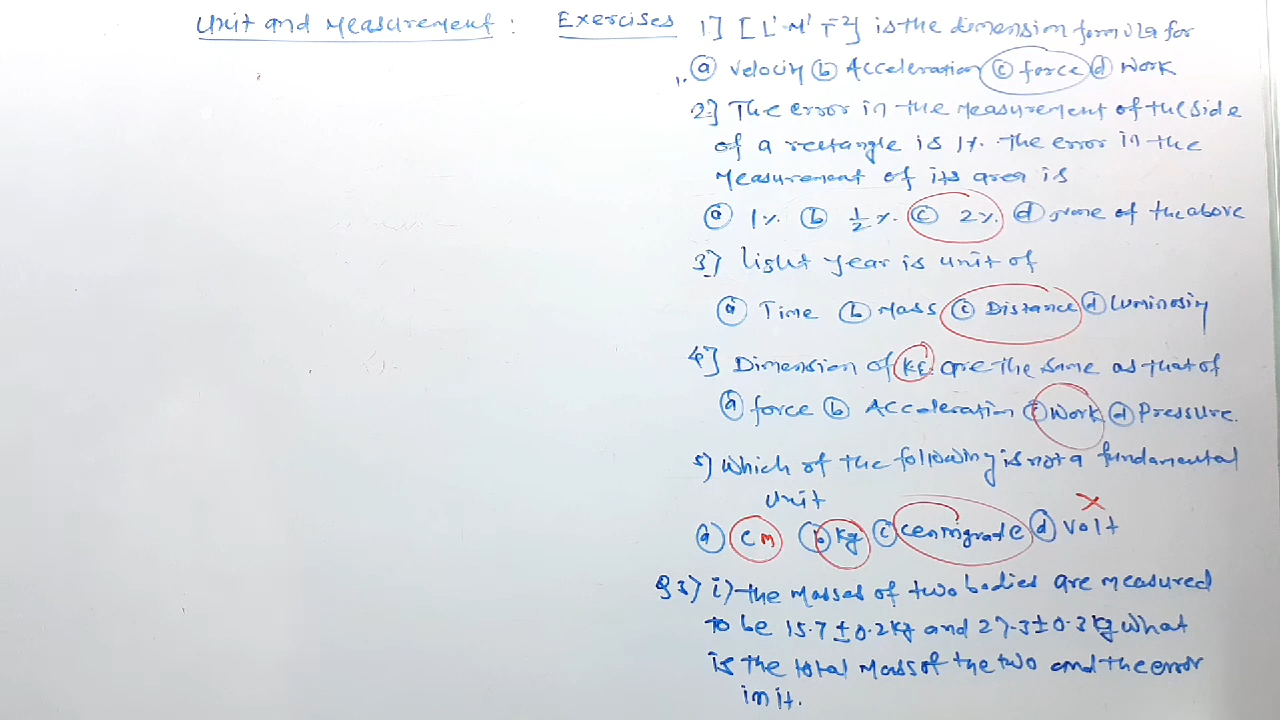 Unit and Measurement : Exercises
1] [L¹ M¹ T⁻²] is the dimension formula for
(a) Velocity (b) Acceleration (c) force (d) Work
2] The error in the measurement of the side
of a rectangle is 1%. The error in the
measurement of its area is
(a) 1%. (b) 1/2 %. (c) 2%. (d) none of the above
3] light year is unit of
(a) Time (b) Mass (c) Distance (d) Luminosity
4] Dimension of K.E. are the same as that of
(a) force (b) Acceleration (c) Work (d) Pressure.
5) Which of the following is not a fundamental
unit
(a) cm (b) kg (c) centigrade (d) volt
Q3) i) the masses of two bodies are measured
to be 15.7 ± 0.2 kg and 27.3 ± 0.3 kg what
is the total mass of the two and the error
in it.